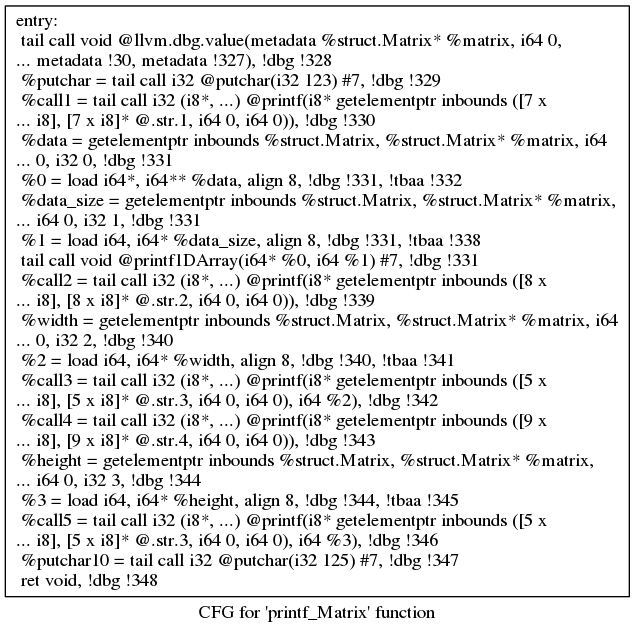 entry:
tail call void @llvm.dbg.value(metadata %struct.Matrix* %matrix, i64 0,
... metadata !30, metadata !327), !dbg !328
%putchar = tail call i32 @putchar(i32 123) #7, !dbg !329
%call1 = tail call i32 (i8*, ...) @printf(i8* getelementptr inbounds ([7 x
... i8], [7 x i8]* @.str.1, i64 0, i64 0)), !dbg !330
%data = getelementptr inbounds %struct.Matrix, %struct.Matrix* %matrix, i64
... 0, i32 0, !dbg !331
%0 = load i64*, i64** %data, align 8, !dbg !331, !tbaa !332
%data_size = getelementptr inbounds %struct.Matrix, %struct.Matrix* %matrix,
... i64 0, i32 1, !dbg !331
%1 = load i64, i64* %data_size, align 8, !dbg !331, !tbaa !338
tail call void @printf1DArray(i64* %0, i64 %1) #7, !dbg !331
%call2 = tail call i32 (i8*, ...) @printf(i8* getelementptr inbounds ([8 x
... i8], [8 x i8]* @.str.2, i64 0, i64 0)), !dbg !339
%width = getelementptr inbounds %struct.Matrix, %struct.Matrix* %matrix, i64
... 0, i32 2, !dbg !340
%2 = load i64, i64* %width, align 8, !dbg !340, !tbaa !341
%call3 = tail call i32 (i8*, ...) @printf(i8* getelementptr inbounds ([5 x
... i8], [5 x i8]* @.str.3, i64 0, i64 0), i64 %2), !dbg !342
%call4 = tail call i32 (i8*, ...) @printf(i8* getelementptr inbounds ([9 x
... i8], [9 x i8]* @.str.4, i64 0, i64 0)), !dbg !343
%height = getelementptr inbounds %struct.Matrix, %struct.Matrix* %matrix,
... i64 0, i32 3, !dbg !344
%3 = load i64, i64* %height, align 8, !dbg !344, !tbaa !345
%call5 = tail call i32 (i8*, ...) @printf(i8* getelementptr inbounds ([5 x
... i8], [5 x i8]* @.str.3, i64 0, i64 0), i64 %3), !dbg !346
%putchar10 = tail call i32 @putchar(i32 125) #7, !dbg !347
ret void, !dbg !348
CFG for 'printf_Matrix' function